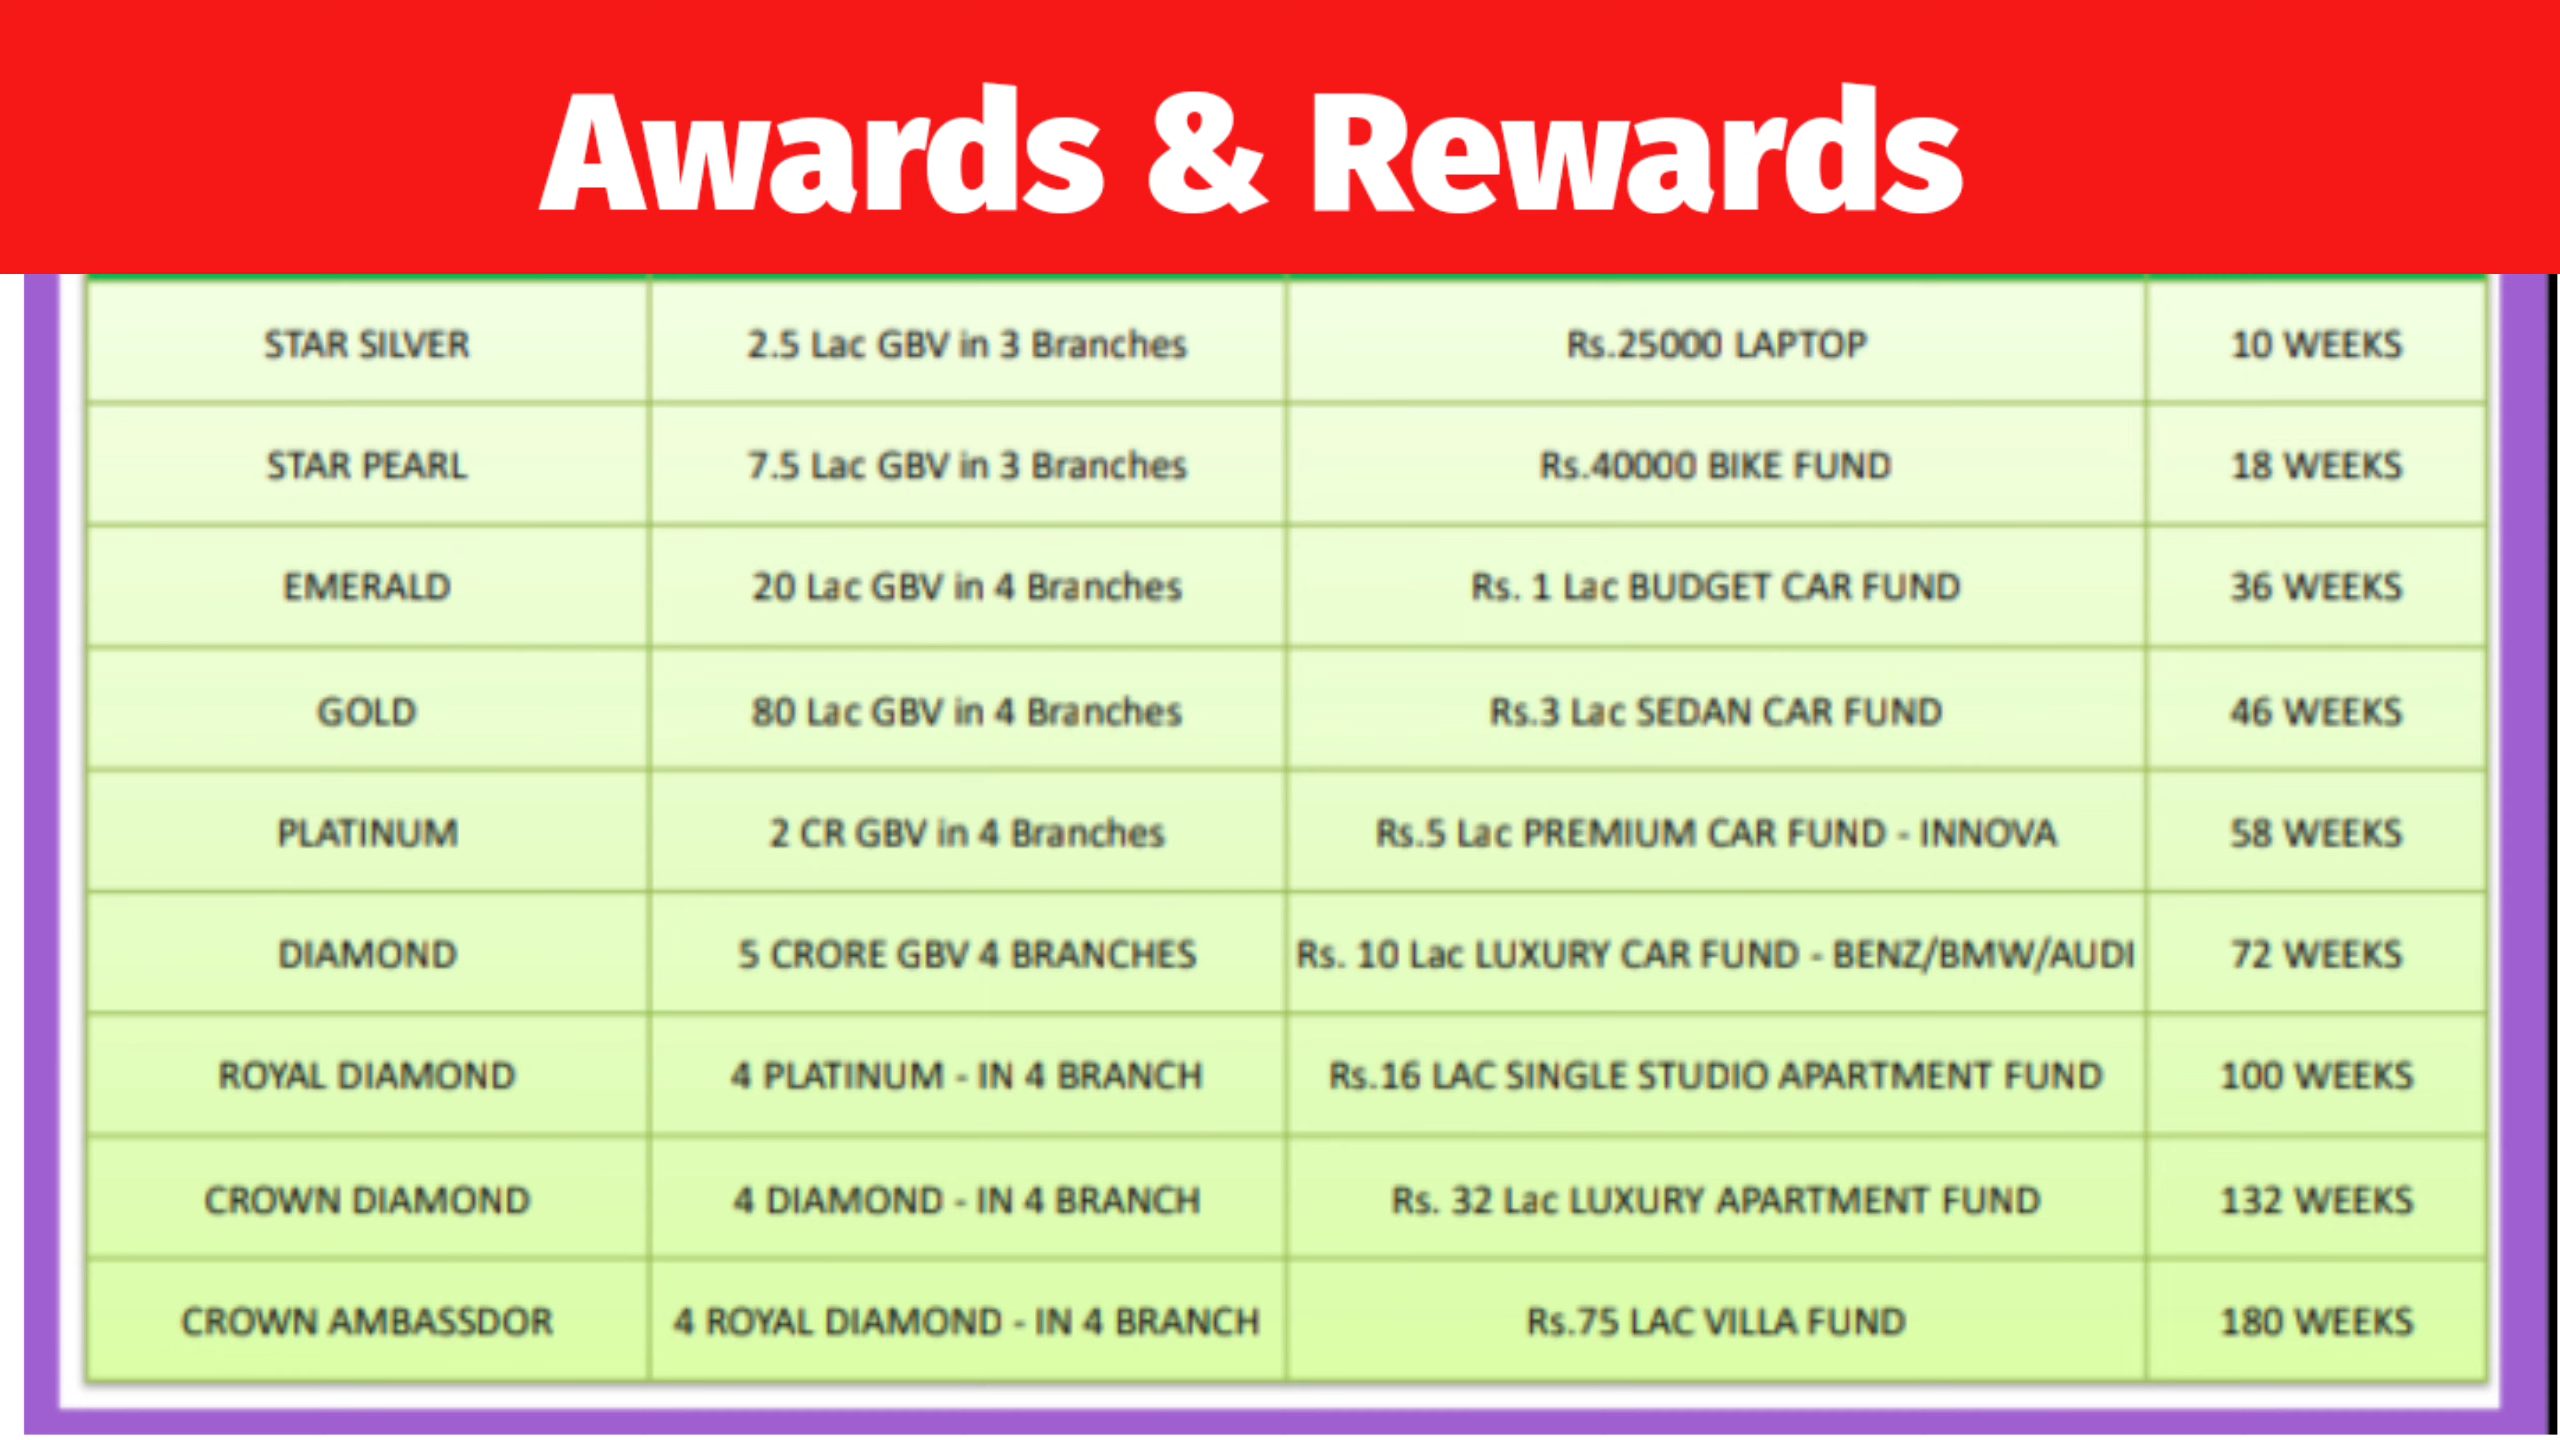 Awards & Rewards
STAR SILVER 2.5 Lac GBV in 3 Branches Rs.25000 LAPTOP 10 WEEKS
STAR PEARL 7.5 Lac GBV in 3 Branches Rs.40000 BIKE FUND 18 WEEKS
EMERALD 20 Lac GBV in 4 Branches Rs. 1 Lac BUDGET CAR FUND 36 WEEKS
GOLD 80 Lac GBV in 4 Branches Rs.3 Lac SEDAN CAR FUND 46 WEEKS
PLATINUM 2 CR GBV in 4 Branches Rs.5 Lac PREMIUM CAR FUND - INNOVA 58 WEEKS
DIAMOND 5 CRORE GBV 4 BRANCHES Rs. 10 Lac LUXURY CAR FUND - BENZ/BMW/AUDI 72 WEEKS
ROYAL DIAMOND 4 PLATINUM - IN 4 BRANCH Rs.16 LAC SINGLE STUDIO APARTMENT FUND 100 WEEKS
CROWN DIAMOND 4 DIAMOND - IN 4 BRANCH Rs. 32 Lac LUXURY APARTMENT FUND 132 WEEKS
CROWN AMBASSDOR 4 ROYAL DIAMOND - IN 4 BRANCH Rs.75 LAC VILLA FUND 180 WEEKS